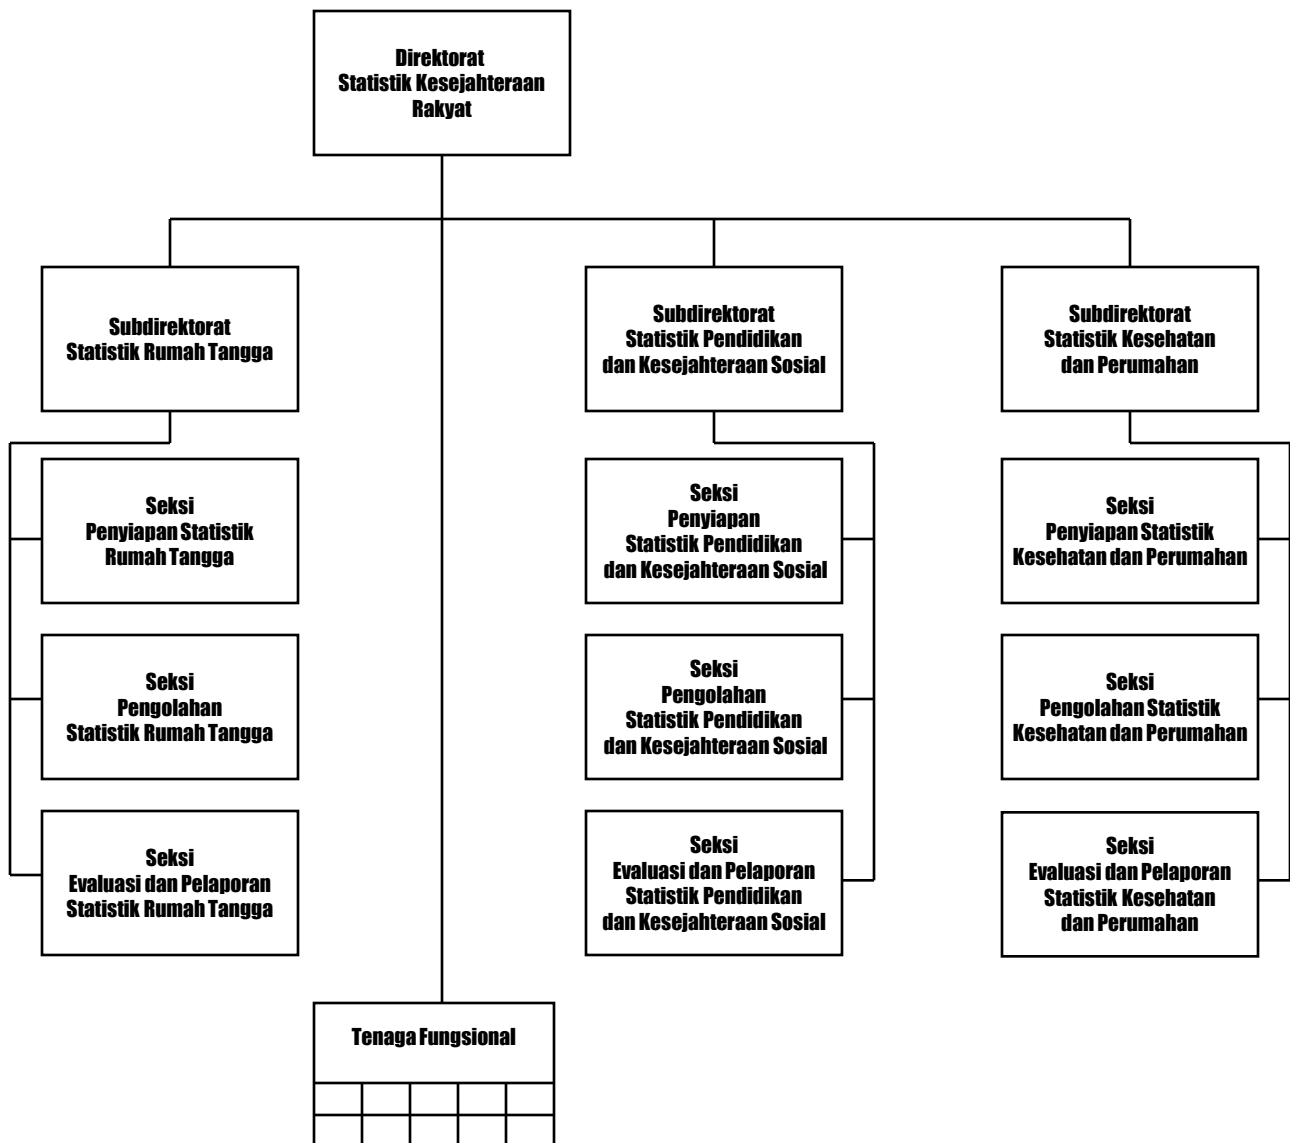 Direktorat
Statistik Kesejahteraan
Rakyat
Subdirektorat
Statistik Rumah Tangga
Subdirektorat
Statistik Pendidikan
dan Kesejahteraan Sosial
Subdirektorat
Statistik Kesehatan
dan Perumahan
Seksi
Penyiapan Statistik
Rumah Tangga
Seksi
Penyiapan
Statistik Pendidikan
dan Kesejahteraan Sosial
Seksi
Penyiapan Statistik
Kesehatan dan Perumahan
Seksi
Pengolahan
Statistik Rumah Tangga
Seksi
Pengolahan
Statistik Pendidikan
dan Kesejahteraan Sosial
Seksi
Pengolahan Statistik
Kesehatan dan Perumahan
Seksi
Evaluasi dan Pelaporan
Statistik Rumah Tangga
Seksi
Evaluasi dan Pelaporan
Statistik Pendidikan
dan Kesejahteraan Sosial
Seksi
Evaluasi dan Pelaporan
Statistik Kesehatan
dan Perumahan
Tenaga Fungsional